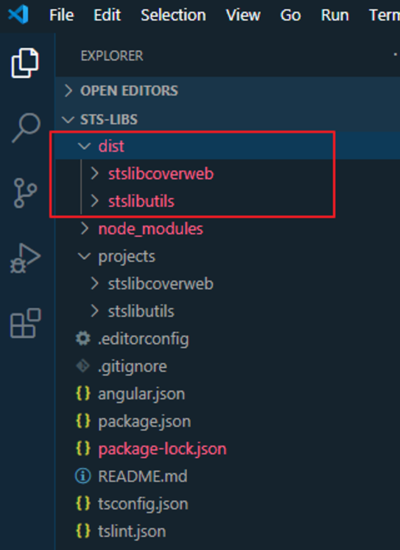 File Edit Selection View Go Run
EXPLORER
OPEN EDITORS
STS-LIBS
dist
stslibcoverweb
stslibutils
node_modules
projects
stslibcoverweb
stslibutils
.editorconfig
.gitignore
angular.json
package.json
package-lock.json
README.md
tsconfig.json
tslint.json